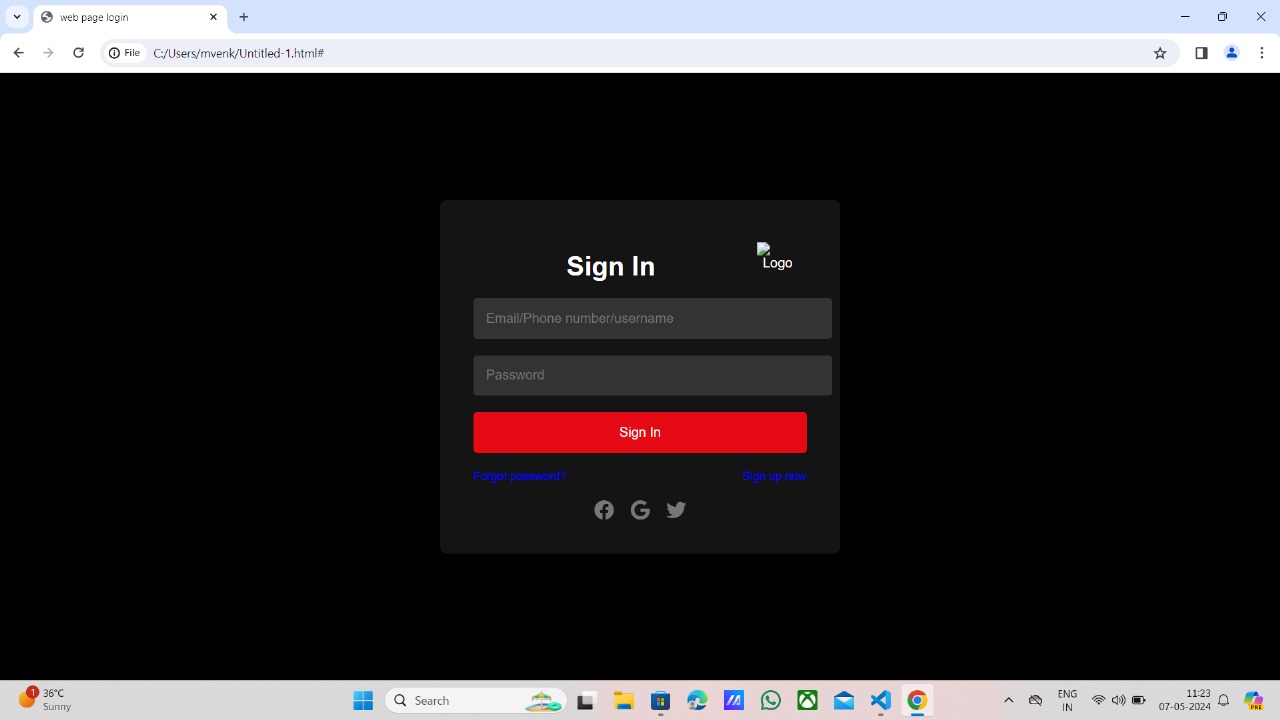 web page login
File
C:/Users/mvenk/Untitled-1.html#
Logo
Sign In
Email/Phone number/username
Password
Sign In
Forgot password?
Sign up now
1
36°C
Sunny
Search
PRE
ENG
IN
11:23
07-05-2024